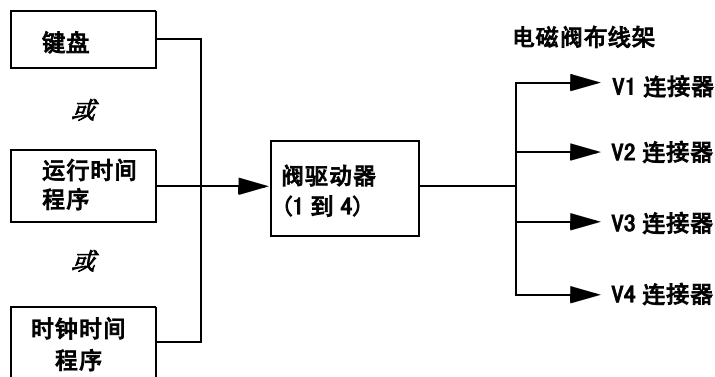 键盘
或
运行时间
程序
或
时钟时间
程序
阀驱动器
(1 到 4)
电磁阀布线架
V1 连接器
V2 连接器
V3 连接器
V4 连接器